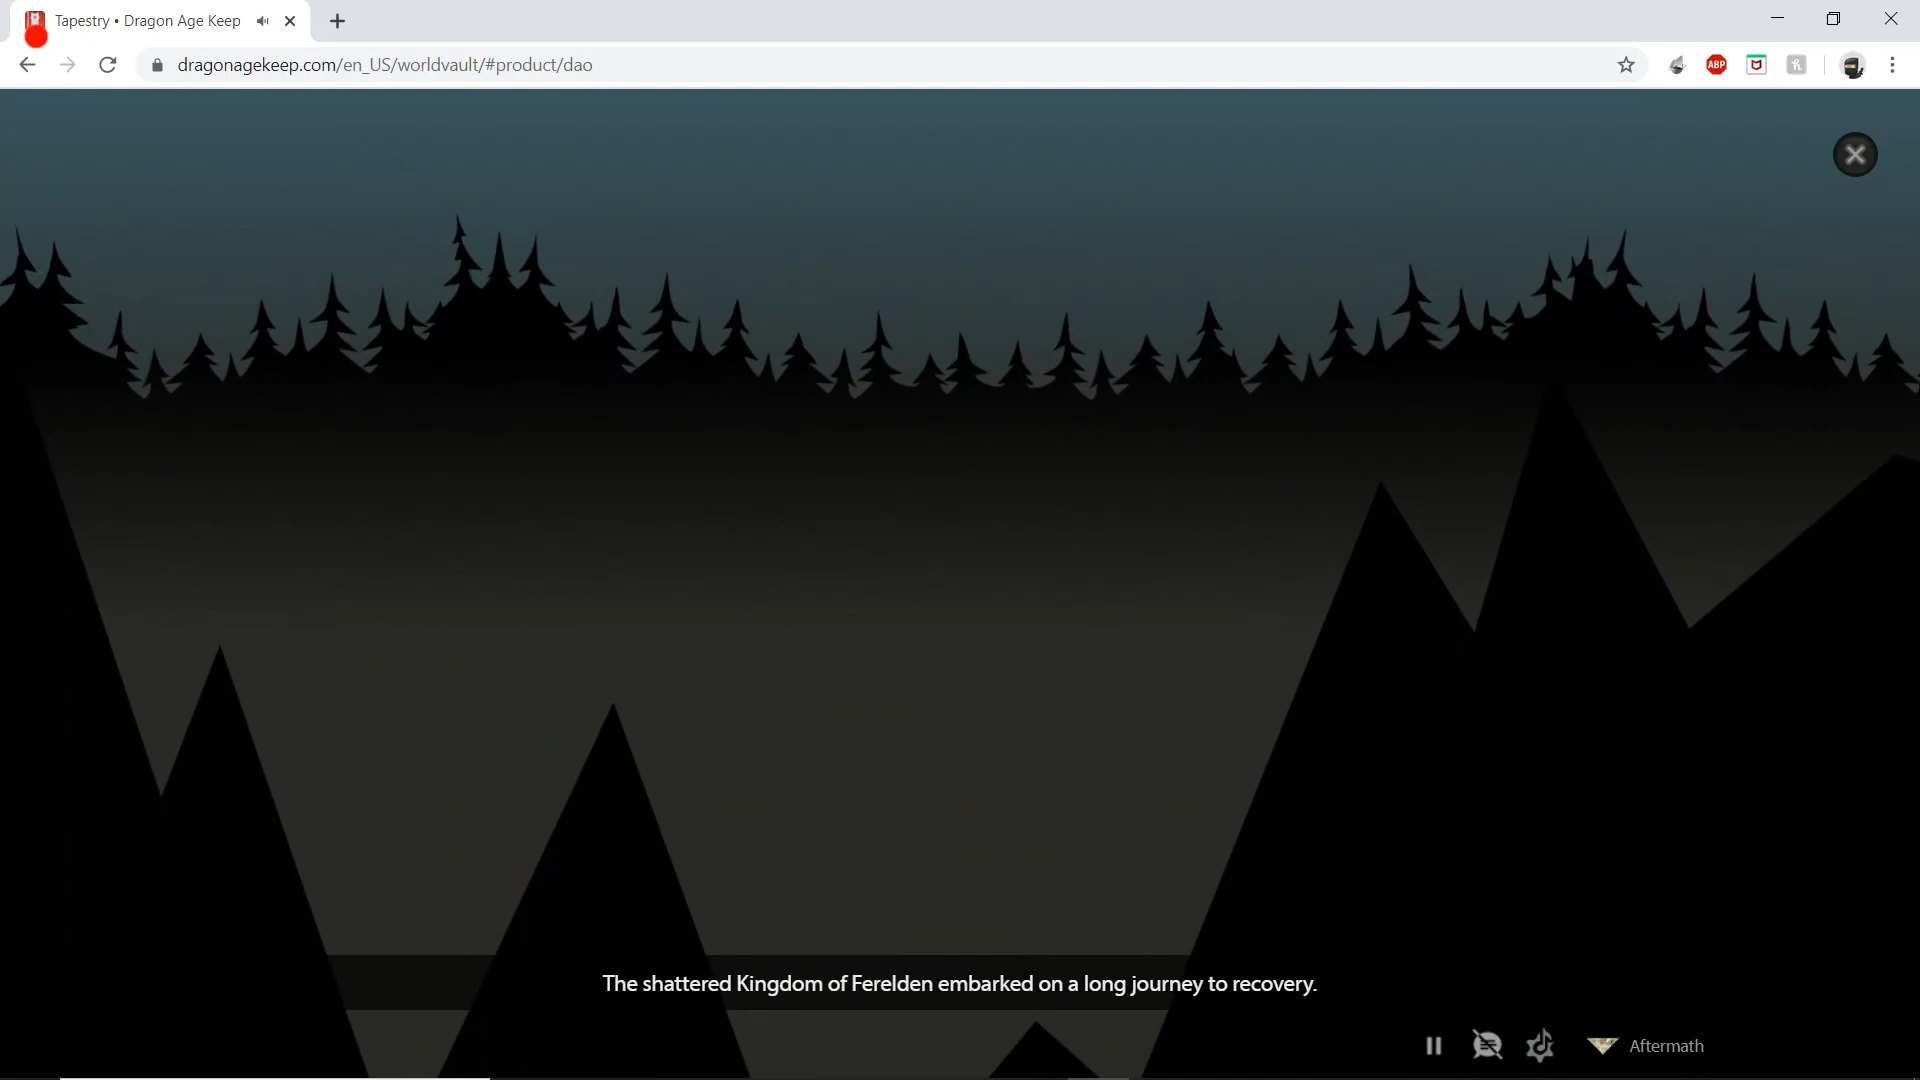 Tapestry • Dragon Age Keep
dragonagekeep.com/en_US/worldvault/#product/dao
ABP
The shattered Kingdom of Ferelden embarked on a long journey to recovery.
Aftermath